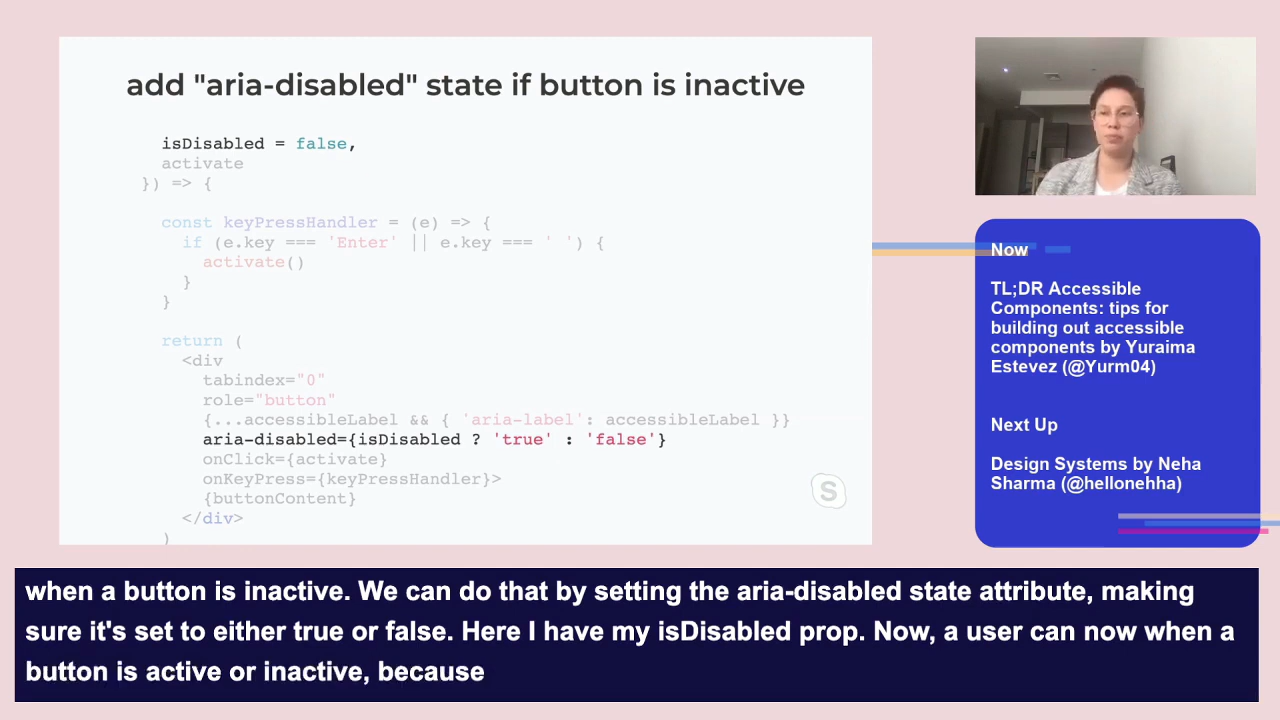 add "aria-disabled" state if button is inactive
isDisabled = false,
activate
}) => {
const keyPressHandler = (e) => {
if (e.key === 'Enter' || e.key === ' ') {
activate()
}
}
return (
<div
tabindex="0"
role="button"
{...accessibleLabel && { 'aria-label': accessibleLabel }}
aria-disabled={isDisabled ? 'true' : 'false'}
onClick={activate}
onKeyPress={keyPressHandler}>
{buttonContent}
</div>
)
S
Now
TL;DR Accessible
Components: tips for
building out accessible
components by Yuraima
Estevez (@Yurm04)
Next Up
Design Systems by Neha
Sharma (@hellonehha)
when a button is inactive. We can do that by setting the aria-disabled state attribute, making
sure it's set to either true or false. Here I have my isDisabled prop. Now, a user can now when a
button is active or inactive, because